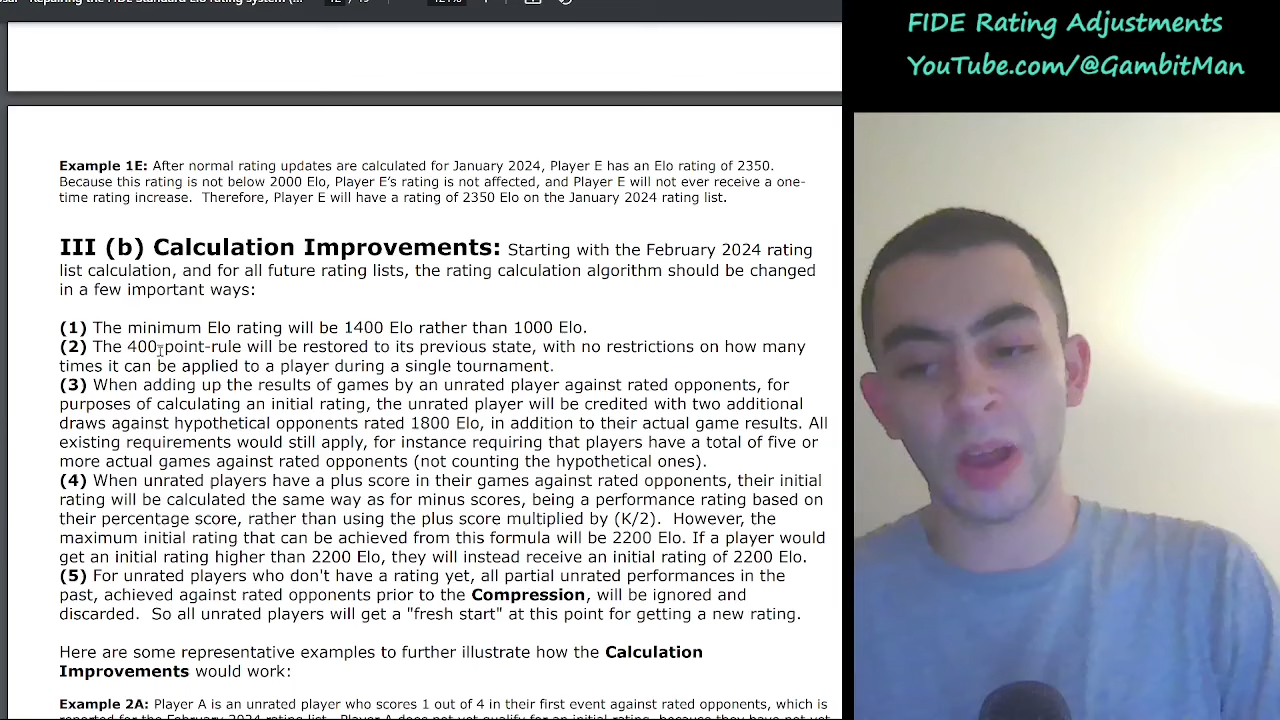 FIDE Rating Adjustments
YouTube.com/@GambitMan
Example 1E: After normal rating updates are calculated for January 2024, Player E has an Elo rating of 2350.
Because this rating is not below 2000 Elo, Player E's rating is not affected, and Player E will not ever receive a one-
time rating increase. Therefore, Player E will have a rating of 2350 Elo on the January 2024 rating list.
III (b) Calculation Improvements: Starting with the February 2024 rating
list calculation, and for all future rating lists, the rating calculation algorithm should be changed
in a few important ways:
(1) The minimum Elo rating will be 1400 Elo rather than 1000 Elo.
(2) The 400-point-rule will be restored to its previous state, with no restrictions on how many
times it can be applied to a player during a single tournament.
(3) When adding up the results of games by an unrated player against rated opponents, for
purposes of calculating an initial rating, the unrated player will be credited with two additional
draws against hypothetical opponents rated 1800 Elo, in addition to their actual game results. All
existing requirements would still apply, for instance requiring that players have a total of five or
more actual games against rated opponents (not counting the hypothetical ones).
(4) When unrated players have a plus score in their games against rated opponents, their initial
rating will be calculated the same way as for minus scores, being a performance rating based on
their percentage score, rather than using the plus score multiplied by (K/2). However, the
maximum initial rating that can be achieved from this formula will be 2200 Elo. If a player would
get an initial rating higher than 2200 Elo, they will instead receive an initial rating of 2200 Elo.
(5) For unrated players who don't have a rating yet, all partial unrated performances in the
past, achieved against rated opponents prior to the Compression, will be ignored and
discarded. So all unrated players will get a "fresh start" at this point for getting a new rating.
Here are some representative examples to further illustrate how the Calculation
Improvements would work:
Example 2A: Player A is an unrated player who scores 1 out of 4 in their first event against rated opponents, which is